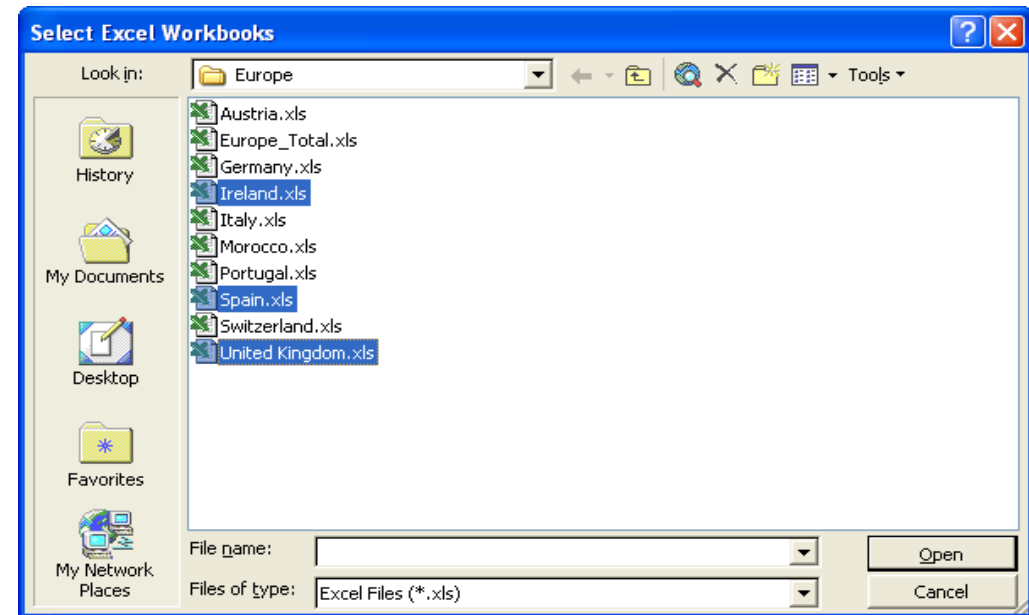 Select Excel Workbooks
Look in:
Europe
Tools
History
My Documents
Desktop
Favorites
My Network
Places
Austria.xls
Europe_Total.xls
Germany.xls
Ireland.xls
Italy.xls
Morocco.xls
Portugal.xls
Spain.xls
Switzerland.xls
United Kingdom.xls
File name:
Open
Files of type:
Excel Files (*.xls)
Cancel